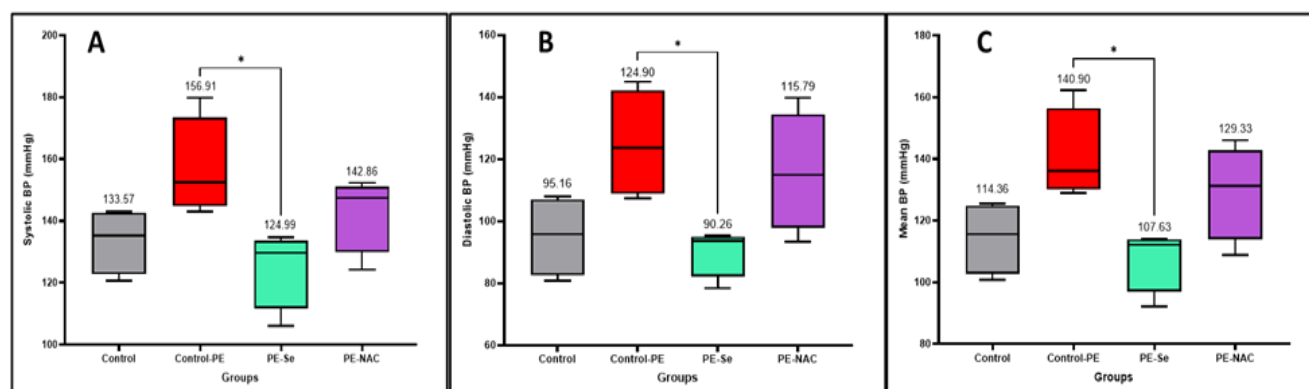 A
Systolic BP (mmHg)
200
180
160
140
120
100
133.57
156.91
124.99
142.86
*
Control
Control-PE
PE-Se
PE-NAC
Groups
B
Diastolic BP (mmHg)
160
140
120
100
80
60
95.16
124.90
90.26
115.79
*
Control
Control-PE
PE-Se
PE-NAC
Groups
C
Mean BP (mmHg)
180
160
140
120
100
80
114.36
140.90
107.63
129.33
*
Control
Control-PE
PE-Se
PE-NAC
Groups